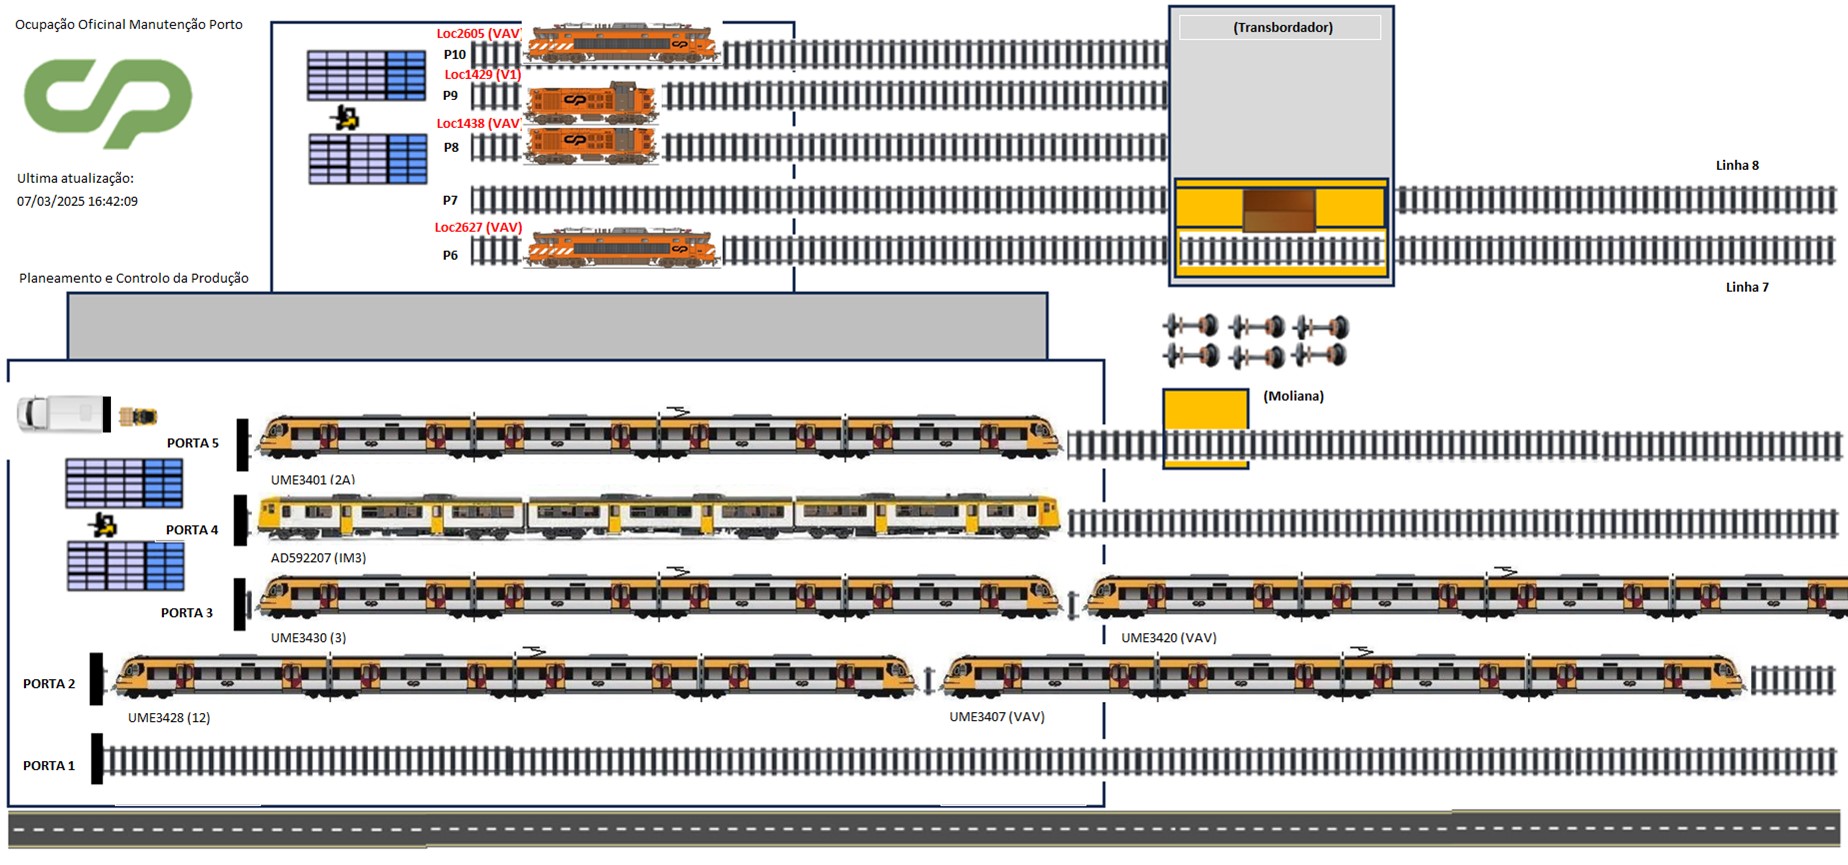 Ocupação Oficinal Manutenção Porto
Loc2605 (VAV)
(Transbordador)
P10
Loc1429 (V1)
P9
Loc1438 (VAV)
P8
Linha 8
Ultima atualização:
07/03/2025 16:42:09
P7
Loc2627 (VAV)
P6
Planeamento e Controlo da Produção
Linha 7
(Moliana)
PORTA 5
UME3401 (2A)
PORTA 4
AD592207 (IM3)
PORTA 3
UME3430 (3)
UME3420 (VAV)
PORTA 2
UME3428 (12)
UME3407 (VAV)
PORTA 1